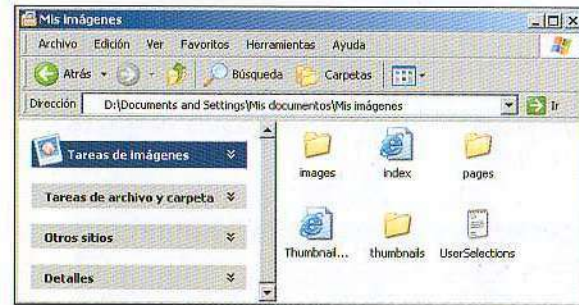 Mis imágenes
Archivo Edición Ver Favoritos Herramientas Ayuda
Atrás Búsqueda Carpetas
Dirección D:\Documents and Settings\Mis documentos\Mis imágenes Ir
Tareas de imágenes
Tareas de archivo y carpeta
Otros sitios
Detalles
images index pages
Thumbnail... thumbnails UserSelections